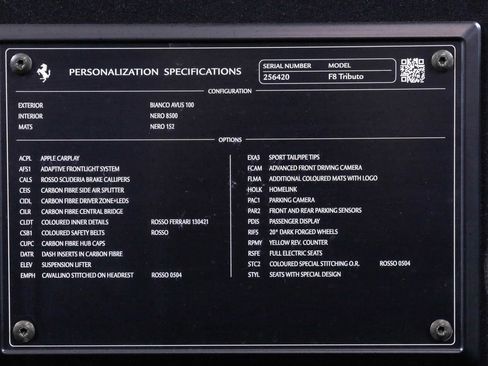 PERSONALIZATION SPECIFICATIONS
SERIAL NUMBER MODEL
256420 F8 Tributo
CONFIGURATION
EXTERIOR BIANCO AVUS 100
INTERIOR NERO 8500
MATS NERO 152
OPTIONS
ACPL APPLE CARPLAY
AFS1 ADAPTIVE FRONTLIGHT SYSTEM
CALS ROSSO SCUDERIA BRAKE CALLIPERS
CEIS CARBON FIBRE SIDE AIR SPLITTER
CIDL CARBON FIBRE DRIVER ZONE+LEDS
CILR CARBON FIBRE CENTRAL BRIDGE
CLDT COLOURED INNER DETAILS ROSSO FERRARI 130421
CSB1 COLOURED SAFETY BELTS ROSSO
CUPC CARBON FIBRE HUB CAPS
DATR DASH INSERTS IN CARBON FIBRE
ELEV SUSPENSION LIFTER
EMPH CAVALLINO STITCHED ON HEADREST ROSSO 0504
EXA3 SPORT TAILPIPE TIPS
FCAM ADVANCED FRONT DRIVING CAMERA
FLMA ADDITIONAL COLOURED MATS WITH LOGO
HOLK HOMELINK
PAC1 PARKING CAMERA
PAR2 FRONT AND REAR PARKING SENSORS
PDIS PASSENGER DISPLAY
RIF5 20" DARK FORGED WHEELS
RPMY YELLOW REV. COUNTER
RSFE FULL ELECTRIC SEATS
STC2 COLOURED SPECIAL STITCHING O.R. ROSSO 0504
STYL SEATS WITH SPECIAL DESIGN